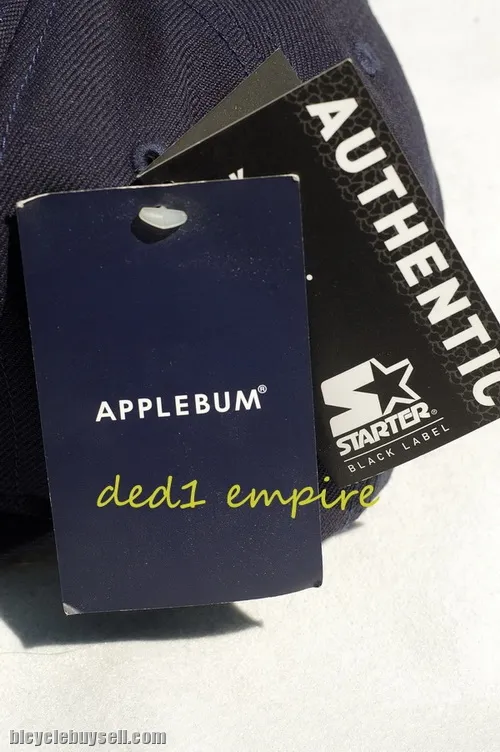 AUTHENTIC
APPLEBUM®
STARTER®
BLACK LABEL
ded1 empire
bicyclebuysell.com